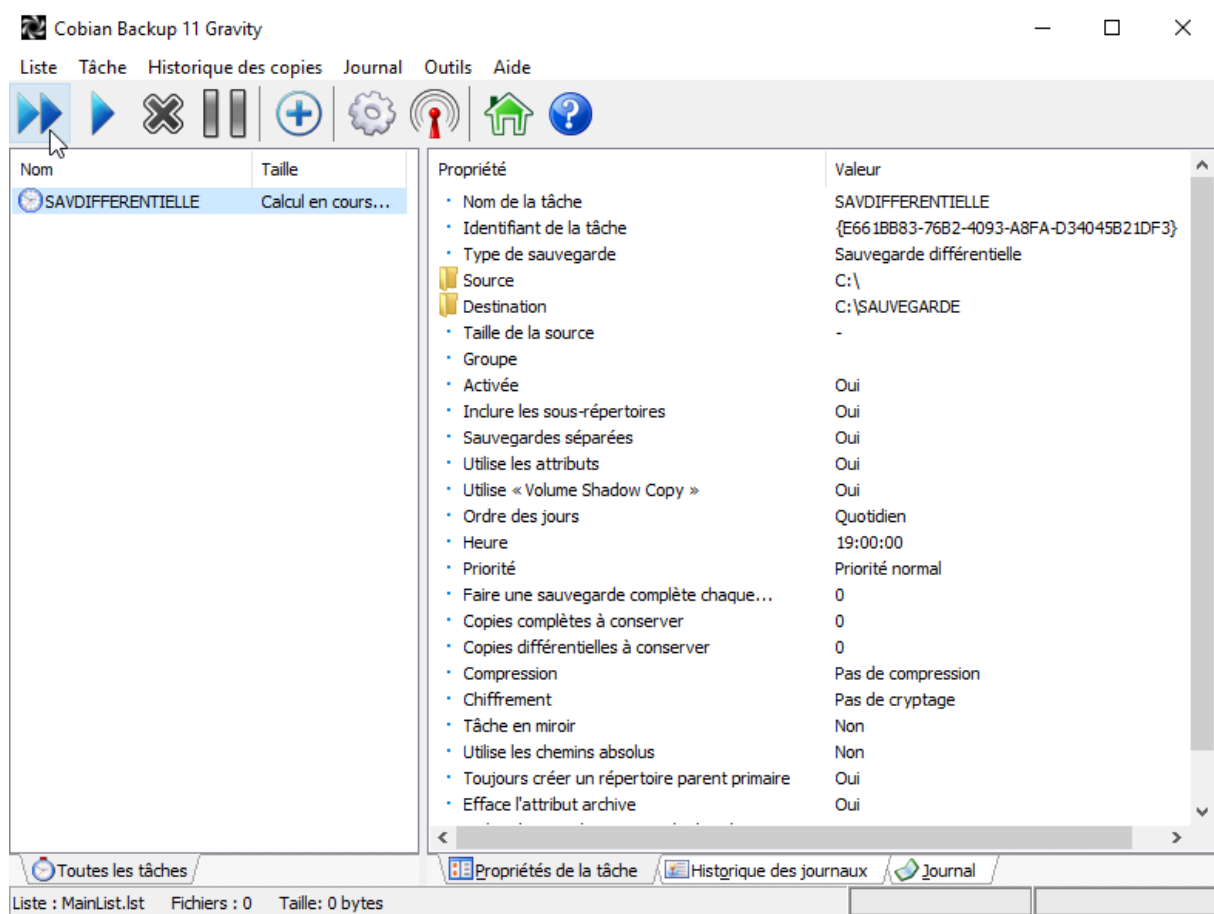 Cobian Backup 11 Gravity
Liste Tâche Historique des copies Journal Outils Aide
Nom Taille
SAVDIFFERENTIELLE Calcul en cours...
Propriété Valeur
Nom de la tâche SAVDIFFERENTIELLE
Identifiant de la tâche {E661BB83-76B2-4093-A8FA-D34045B21DF3}
Type de sauvegarde Sauvegarde différentielle
Source C:\
Destination C:\SAUVEGARDE
Taille de la source -
Groupe
Activée Oui
Inclure les sous-répertoires Oui
Sauvegardes séparées Oui
Utilise les attributs Oui
Utilise « Volume Shadow Copy » Oui
Ordre des jours Quotidien
Heure 19:00:00
Priorité Priorité normal
Faire une sauvegarde complète chaque... 0
Copies complètes à conserver 0
Copies différentielles à conserver 0
Compression Pas de compression
Chiffrement Pas de cryptage
Tâche en miroir Non
Utilise les chemins absolus Non
Toujours créer un répertoire parent primaire Oui
Efface l'attribut archive Oui
Toutes les tâches
Propriétés de la tâche Historique des journaux Journal
Liste : MainList.lst Fichiers : 0 Taille: 0 bytes